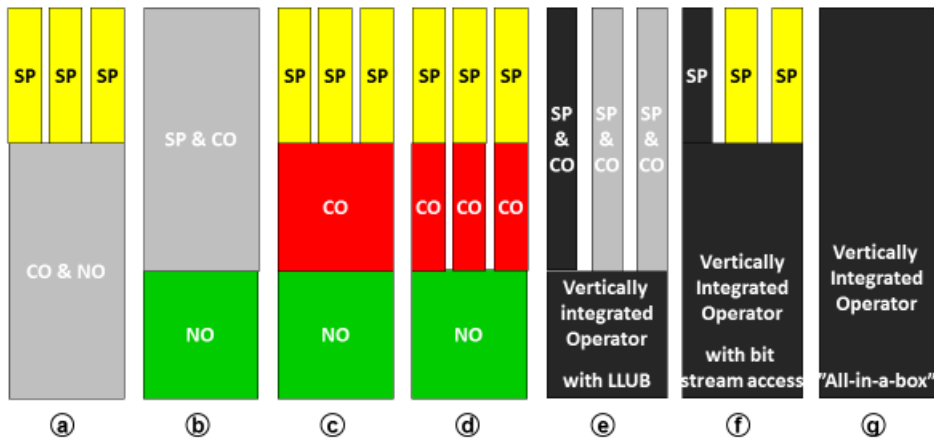 SP SP SP
CO & NO
ⓐ
SP & CO
NO
ⓑ
SP SP SP
CO
NO
ⓒ
SP SP SP
CO CO CO
NO
ⓓ
SP
&
CO
SP
&
CO
SP
&
CO
Vertically
integrated
Operator
with LLUB
ⓔ
SP SP SP
Vertically
Integrated
Operator
with bit
stream access
ⓕ
Vertically
Integrated
Operator
”All-in-a-box”
ⓖ